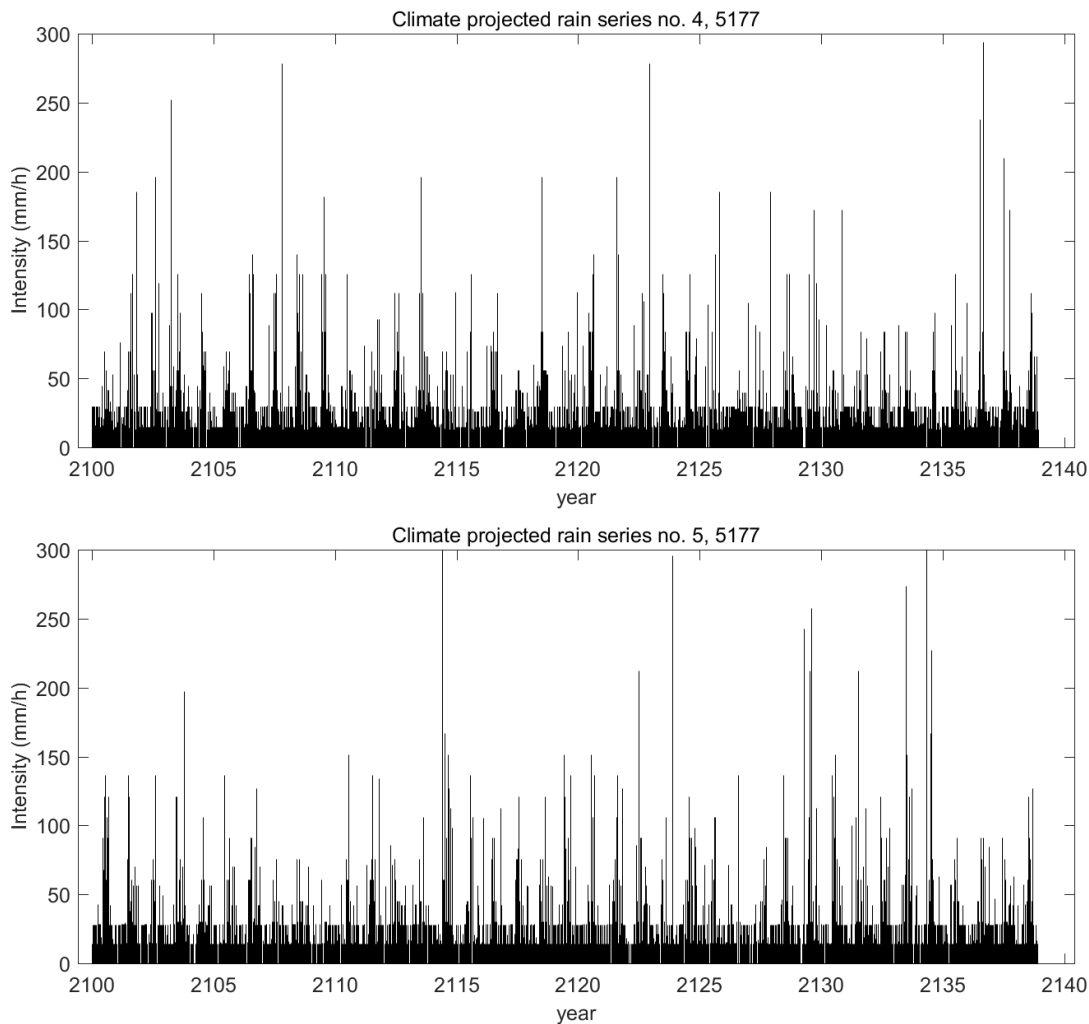 Climate projected rain series no. 4, 5177
300
250
200
150
100
50
0
Intensity (mm/h)
2100 2105 2110 2115 2120 2125 2130 2135 2140
year
Climate projected rain series no. 5, 5177
300
250
200
150
100
50
0
Intensity (mm/h)
2100 2105 2110 2115 2120 2125 2130 2135 2140
year